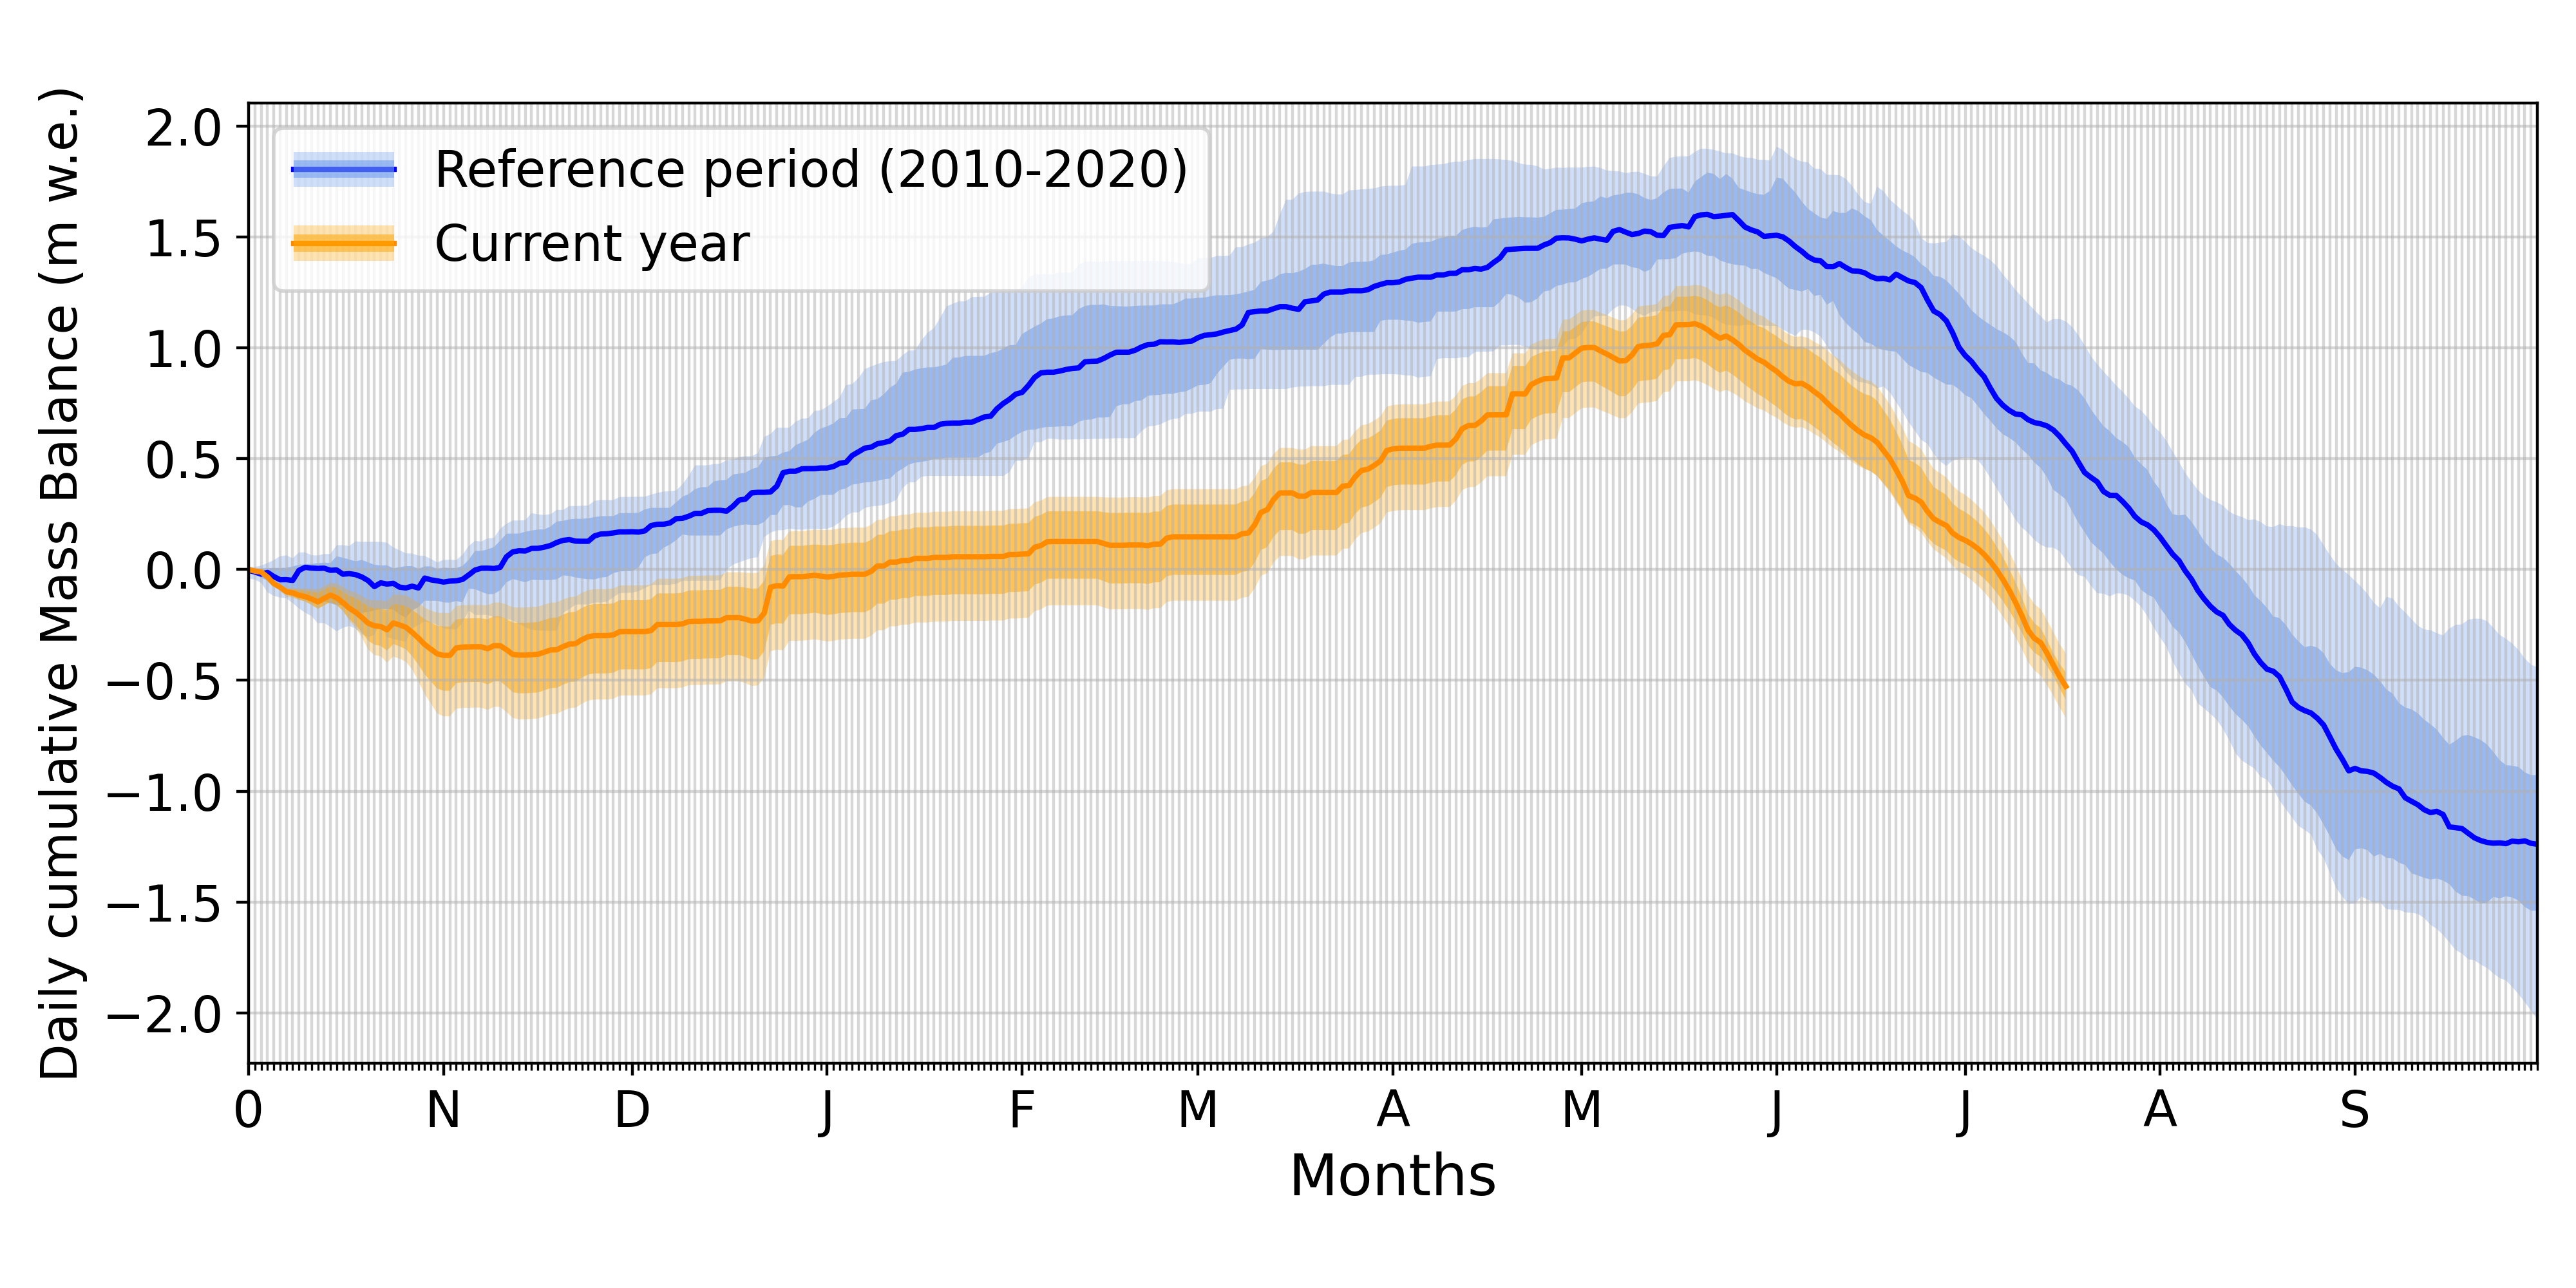 Daily cumulative Mass Balance (m w.e.)
2.0
1.5
1.0
0.5
0.0
−0.5
−1.0
−1.5
−2.0
Reference period (2010-2020)
Current year
0 N D J F M A M J J A S
Months